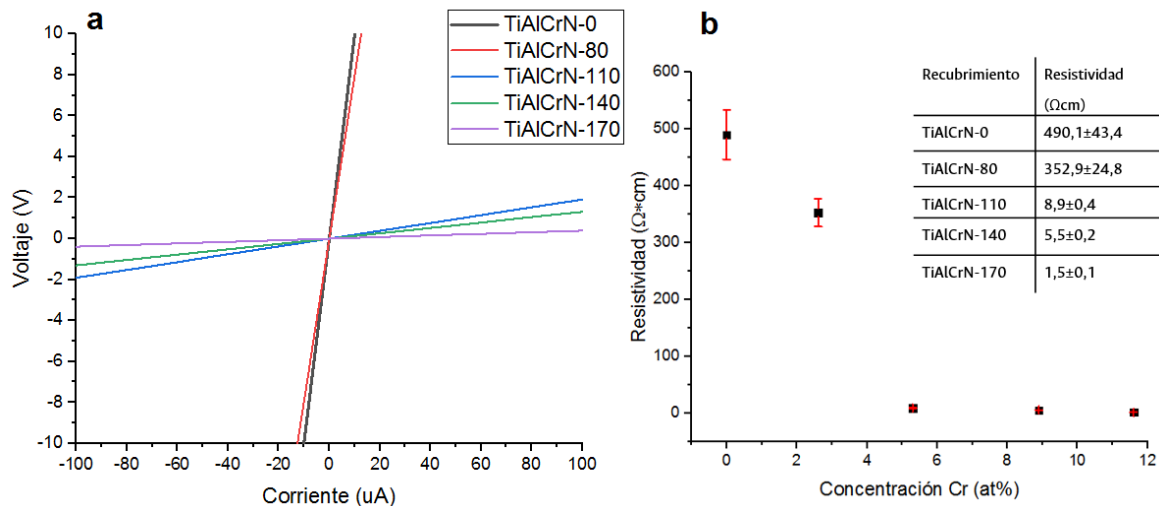 a
TiAlCrN-0
TiAlCrN-80
TiAlCrN-110
TiAlCrN-140
TiAlCrN-170
10
8
6
4
2
0
-2
-4
-6
-8
-10
Voltaje (V)
-100 -80 -60 -40 -20 0 20 40 60 80 100
Corriente (uA)
b
600
500
400
300
200
100
0
Resistividad (Ω*cm)
Recubrimiento Resistividad
(Ωcm)
TiAlCrN-0 490,1±43,4
TiAlCrN-80 352,9±24,8
TiAlCrN-110 8,9±0,4
TiAlCrN-140 5,5±0,2
TiAlCrN-170 1,5±0,1
0 2 4 6 8 10 12
Concentración Cr (at%)